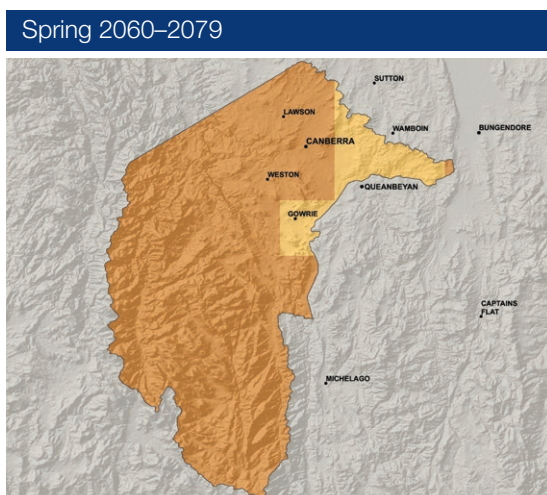 Spring 2060–2079
SUTTON
LAWSON
WAMBOIN
BUNGENDORE
CANBERRA
WESTON
QUEANBEYAN
GOWRIE
CAPTAINS
FLAT
MICHELAGO